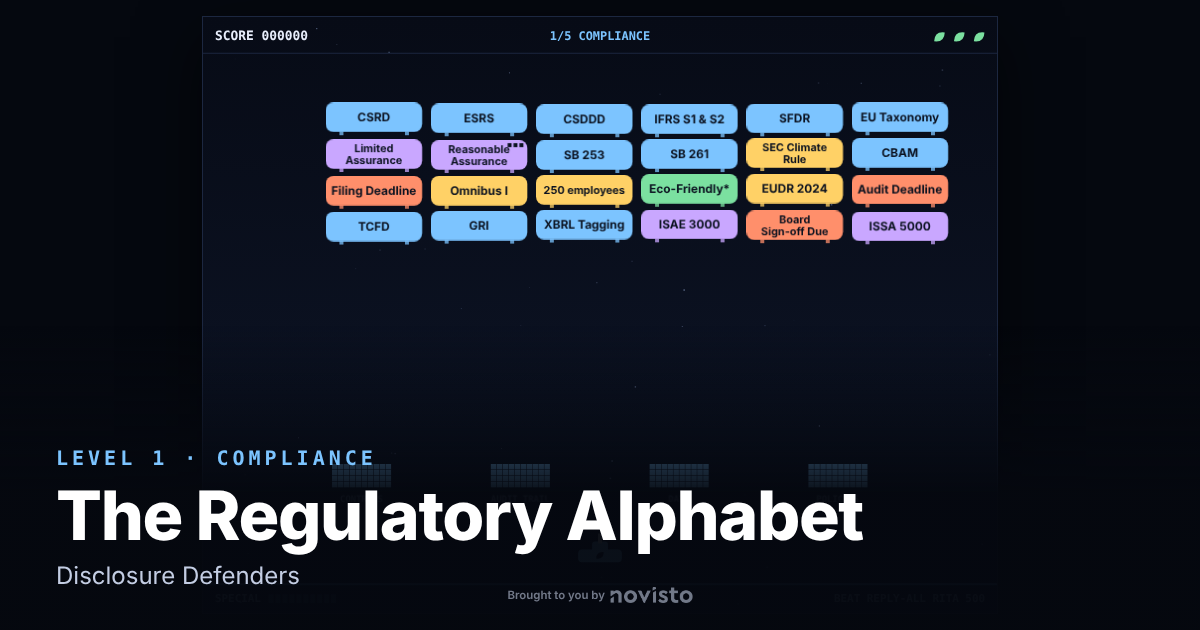 SCORE 000000
1/5 COMPLIANCE
CSRD
ESRS
CSDDD
IFRS S1 & S2
SFDR
EU Taxonomy
Limited
Assurance
Reasonable
Assurance
SB 253
SB 261
SEC Climate
Rule
CBAM
Filing Deadline
Omnibus I
250 employees
Eco-Friendly*
EUDR 2024
Audit Deadline
TCFD
GRI
XBRL Tagging
ISAE 3000
Board
Sign-off Due
ISSA 5000
LEVEL 1 · COMPLIANCE
The Regulatory Alphabet
Disclosure Defenders
Brought to you by novisto